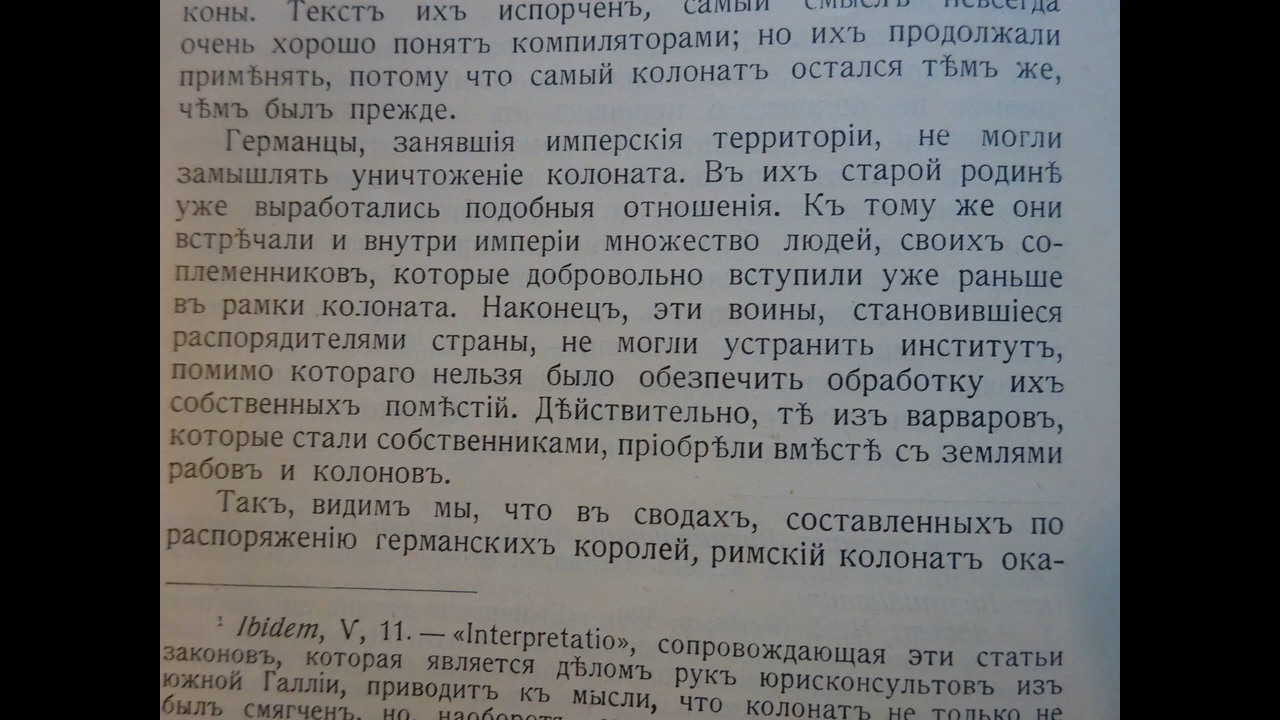 коны. Текстъ ихъ испорченъ, самый смыслъ невсегда
очень хорошо понятъ компиляторами; но ихъ продолжали
примѣнять, потому что самый колонатъ остался тѣмъ же,
чѣмъ былъ прежде.
Германцы, занявшія имперскія территоріи, не могли
замышлять уничтоженіе колоната. Въ ихъ старой родинѣ
уже выработались подобныя отношенія. Къ тому же они
встрѣчали и внутри имперіи множество людей, своихъ со-
племенниковъ, которые добровольно вступили уже раньше
въ рамки колоната. Наконецъ, эти воины, становившіеся
распорядителями страны, не могли устранить институтъ,
помимо котораго нельзя было обезпечить обработку ихъ
собственныхъ помѣстій. Дѣйствительно, тѣ изъ варваровъ,
которые стали собственниками, пріобрѣли вмѣстѣ съ землями
рабовъ и колоновъ.
Такъ, видимъ мы, что въ сводахъ, составленныхъ по
распоряженію германскихъ королей, римскій колонатъ ока-
¹ Ibidem, V, 11. — «Interpretatio», сопровождающая эти статьи
законовъ, которая является дѣломъ рукъ юрисконсультовъ изъ
южной Галліи, приводитъ къ мысли, что колонатъ не только не
былъ смягченъ, но, наоборотъ,